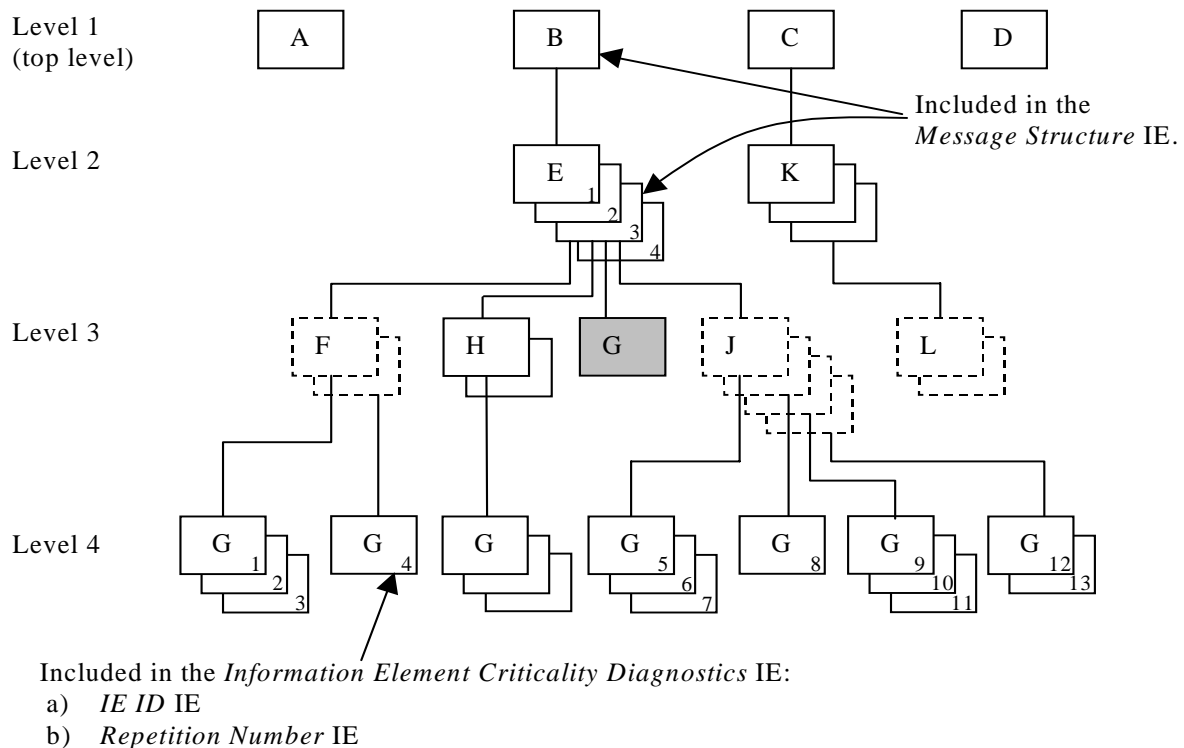 Level 1
(top level)
A
B
C
D
Included in the
Message Structure IE.
Level 2
E
1
2
3
4
K
Level 3
F
H
G
J
L
Level 4
G
1
2
3
G
4
G
G
5
6
7
G
8
G
9
10
11
G
12
13
Included in the Information Element Criticality Diagnostics IE:
a) IE ID IE
b) Repetition Number IE